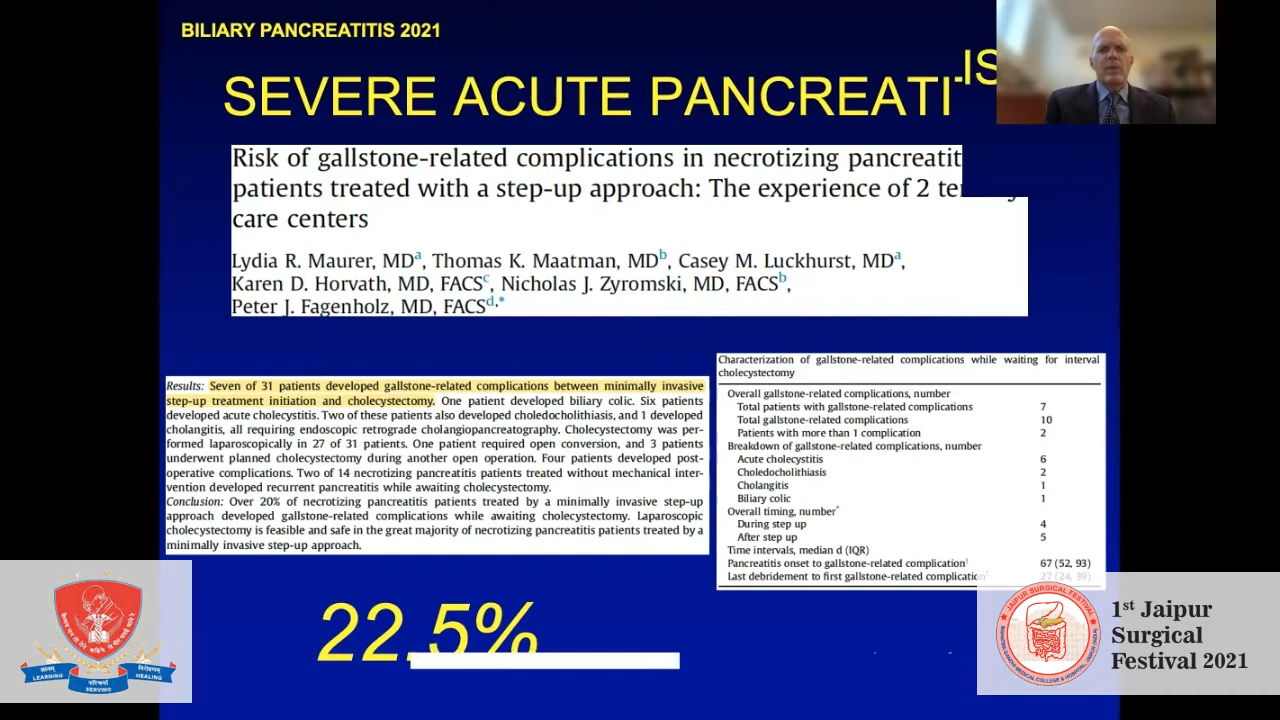 BILIARY PANCREATITIS 2021
SEVERE ACUTE PANCREATITIS
Risk of gallstone-related complications in necrotizing pancreatit
patients treated with a step-up approach: The experience of 2 te
care centers
Lydia R. Maurer, MDa, Thomas K. Maatman, MDb, Casey M. Luckhurst, MDa,
Karen D. Horvath, MD, FACSc, Nicholas J. Zyromski, MD, FACSb,
Peter J. Fagenholz, MD, FACSd,*
Results: Seven of 31 patients developed gallstone-related complications between minimally invasive
step-up treatment initiation and cholecystectomy. One patient developed biliary colic. Six patients
developed acute cholecystitis. Two of these patients also developed choledocholithiasis, and 1 developed
cholangitis, all requiring endoscopic retrograde cholangiopancreatography. Cholecystectomy was per-
formed laparoscopically in 27 of 31 patients. One patient required open conversion, and 3 patients
underwent planned cholecystectomy during another open operation. Four patients developed post-
operative complications. Two of 14 necrotizing pancreatitis patients treated without mechanical inter-
vention developed recurrent pancreatitis while awaiting cholecystectomy.
Conclusion: Over 20% of necrotizing pancreatitis patients treated by a minimally invasive step-up
approach developed gallstone-related complications while awaiting cholecystectomy. Laparoscopic
cholecystectomy is feasible and safe in the great majority of necrotizing pancreatitis patients treated by a
minimally invasive step-up approach.
Characterization of gallstone-related complications while waiting for interval
cholecystectomy
Overall gallstone-related complications, number
Total patients with gallstone-related complications 7
Total gallstone-related complications 10
Patients with more than 1 complication 2
Breakdown of gallstone-related complications, number
Acute cholecystitis 6
Choledocholithiasis 2
Cholangitis 1
Biliary colic 1
Overall timing, number*
During step up 4
After step up 5
Time intervals, median d (IQR)
Pancreatitis onset to gallstone-related complication† 67 (52, 93)
Last debridement to first gallstone-related complication† 27 (24, 39)
22.5%
LEARNING
SERVING
HEALING
JAIPUR SURGICAL FESTIVAL
1st Jaipur
Surgical
Festival 2021